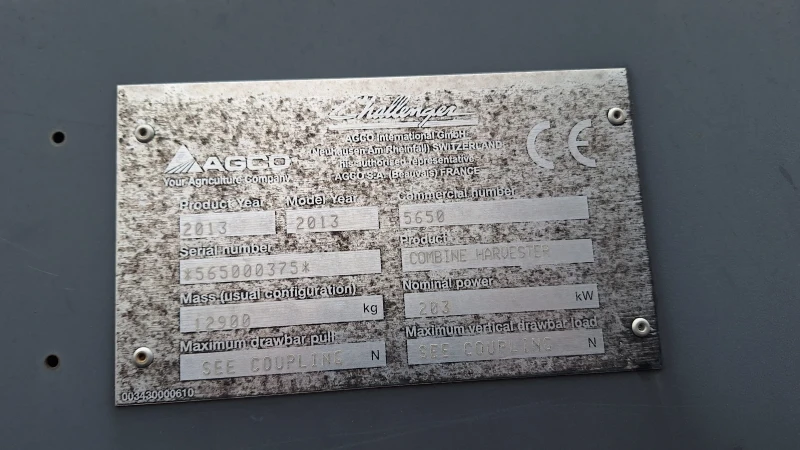 Challenger
AGCO International GmbH
Neuhausen Am Rheinfall) SWITZERLAND
his authorised representative
AGCO S.A. (Beauvais) FRANCE
CE
AGCO
Your Agriculture Company
Product Year Model Year Commercial number
2013 2013 5650
Serial number Product
*565000375* COMBINE HARVESTER
Mass (usual configuration) Nominal power
12900 kg 203 kW
Maximum drawbar pull Maximum vertical drawbar load
SEE COUPLING N SEE COUPLING N
003430000610